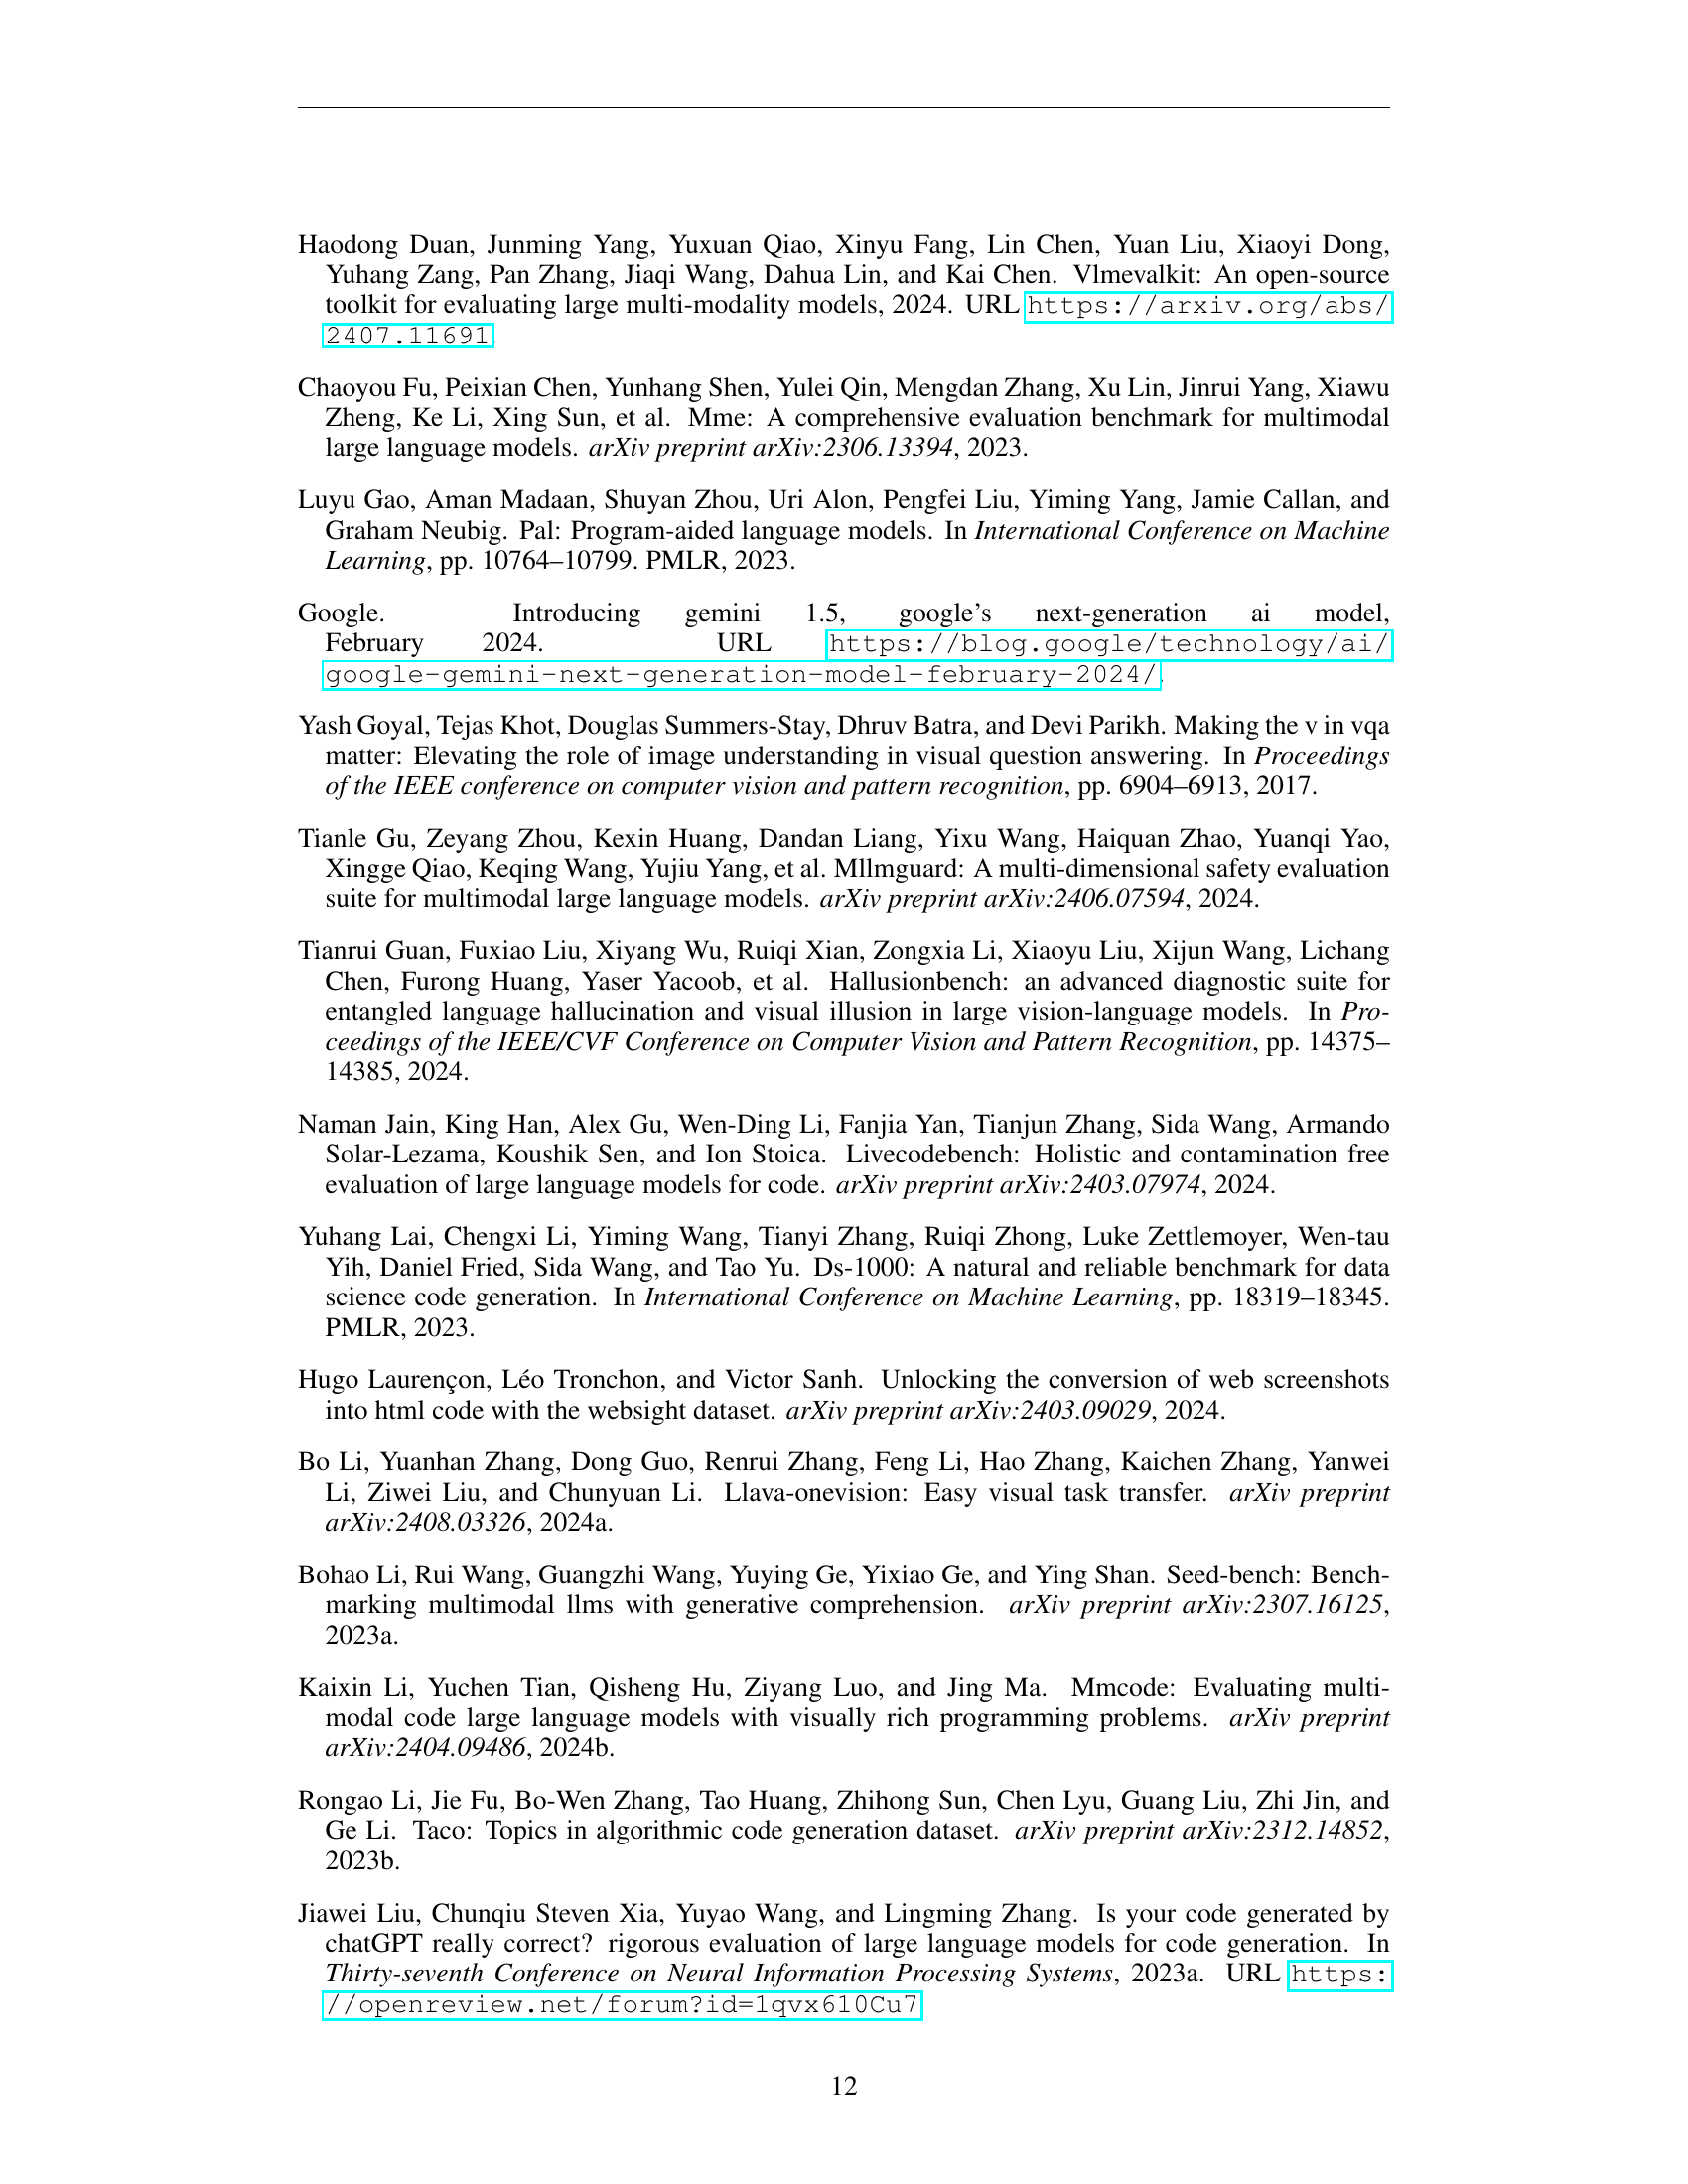 Haodong Duan, Junming Yang, Yuxuan Qiao, Xinyu Fang, Lin Chen, Yuan Liu, Xiaoyi Dong,
Yuhang Zang, Pan Zhang, Jiaqi Wang, Dahua Lin, and Kai Chen. Vlmevalkit: An open-source
toolkit for evaluating large multi-modality models, 2024. URL https://arxiv.org/abs/
2407.11691.
Chaoyou Fu, Peixian Chen, Yunhang Shen, Yulei Qin, Mengdan Zhang, Xu Lin, Jinrui Yang, Xiawu
Zheng, Ke Li, Xing Sun, et al. Mme: A comprehensive evaluation benchmark for multimodal
large language models. arXiv preprint arXiv:2306.13394, 2023.
Luyu Gao, Aman Madaan, Shuyan Zhou, Uri Alon, Pengfei Liu, Yiming Yang, Jamie Callan, and
Graham Neubig. Pal: Program-aided language models. In International Conference on Machine
Learning, pp. 10764–10799. PMLR, 2023.
Google. Introducing gemini 1.5, google's next-generation ai model,
February 2024. URL https://blog.google/technology/ai/
google-gemini-next-generation-model-february-2024/.
Yash Goyal, Tejas Khot, Douglas Summers-Stay, Dhruv Batra, and Devi Parikh. Making the v in vqa
matter: Elevating the role of image understanding in visual question answering. In Proceedings
of the IEEE conference on computer vision and pattern recognition, pp. 6904–6913, 2017.
Tianle Gu, Zeyang Zhou, Kexin Huang, Dandan Liang, Yixu Wang, Haiquan Zhao, Yuanqi Yao,
Xingge Qiao, Keqing Wang, Yujiu Yang, et al. Mllmguard: A multi-dimensional safety evaluation
suite for multimodal large language models. arXiv preprint arXiv:2406.07594, 2024.
Tianrui Guan, Fuxiao Liu, Xiyang Wu, Ruiqi Xian, Zongxia Li, Xiaoyu Liu, Xijun Wang, Lichang
Chen, Furong Huang, Yaser Yacoob, et al. Hallusionbench: an advanced diagnostic suite for
entangled language hallucination and visual illusion in large vision-language models. In Pro-
ceedings of the IEEE/CVF Conference on Computer Vision and Pattern Recognition, pp. 14375–
14385, 2024.
Naman Jain, King Han, Alex Gu, Wen-Ding Li, Fanjia Yan, Tianjun Zhang, Sida Wang, Armando
Solar-Lezama, Koushik Sen, and Ion Stoica. Livecodebench: Holistic and contamination free
evaluation of large language models for code. arXiv preprint arXiv:2403.07974, 2024.
Yuhang Lai, Chengxi Li, Yiming Wang, Tianyi Zhang, Ruiqi Zhong, Luke Zettlemoyer, Wen-tau
Yih, Daniel Fried, Sida Wang, and Tao Yu. Ds-1000: A natural and reliable benchmark for data
science code generation. In International Conference on Machine Learning, pp. 18319–18345.
PMLR, 2023.
Hugo Laurençon, Léo Tronchon, and Victor Sanh. Unlocking the conversion of web screenshots
into html code with the websight dataset. arXiv preprint arXiv:2403.09029, 2024.
Bo Li, Yuanhan Zhang, Dong Guo, Renrui Zhang, Feng Li, Hao Zhang, Kaichen Zhang, Yanwei
Li, Ziwei Liu, and Chunyuan Li. Llava-onevision: Easy visual task transfer. arXiv preprint
arXiv:2408.03326, 2024a.
Bohao Li, Rui Wang, Guangzhi Wang, Yuying Ge, Yixiao Ge, and Ying Shan. Seed-bench: Bench-
marking multimodal llms with generative comprehension. arXiv preprint arXiv:2307.16125,
2023a.
Kaixin Li, Yuchen Tian, Qisheng Hu, Ziyang Luo, and Jing Ma. Mmcode: Evaluating multi-
modal code large language models with visually rich programming problems. arXiv preprint
arXiv:2404.09486, 2024b.
Rongao Li, Jie Fu, Bo-Wen Zhang, Tao Huang, Zhihong Sun, Chen Lyu, Guang Liu, Zhi Jin, and
Ge Li. Taco: Topics in algorithmic code generation dataset. arXiv preprint arXiv:2312.14852,
2023b.
Jiawei Liu, Chunqiu Steven Xia, Yuyao Wang, and Lingming Zhang. Is your code generated by
chatGPT really correct? rigorous evaluation of large language models for code generation. In
Thirty-seventh Conference on Neural Information Processing Systems, 2023a. URL https:
//openreview.net/forum?id=1qvx610Cu7
12